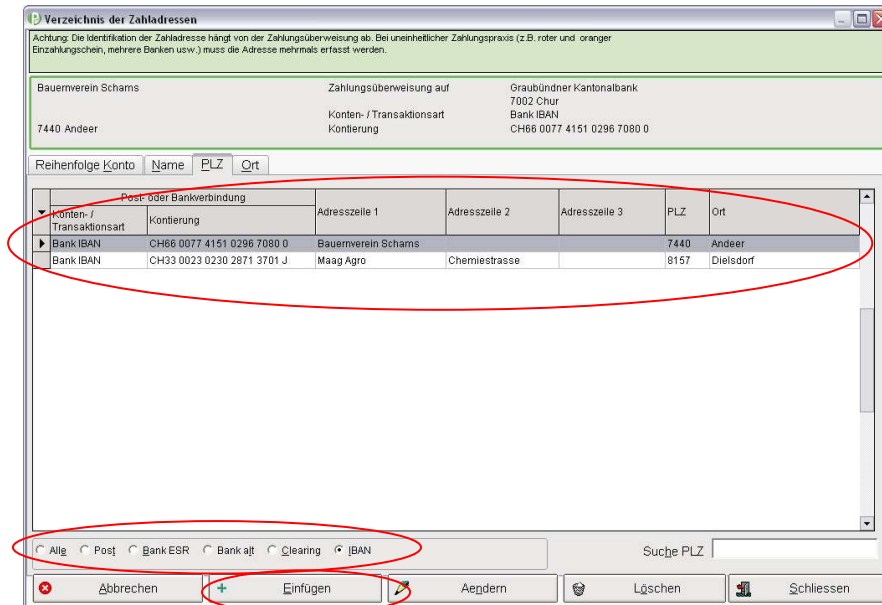 Verzeichnis der Zahladressen
Achtung: Die Identifikation der Zahladresse hängt von der Zahlungsüberweisung ab. Bei uneinheitlicher Zahlungspraxis (z.B. roter und oranger
Einzahlungschein, mehrere Banken usw.) muss die Adresse mehrmals erfasst werden.
Bauernverein Schams Zahlungsüberweisung auf Graubündner Kantonalbank
7002 Chur
Konten- / Transaktionsart Bank IBAN
7440 Andeer Kontierung CH66 0077 4151 0296 7080 0
Reihenfolge Konto Name PLZ Ort
Post- oder Bankverbindung
Konten- / Transaktionsart Kontierung Adresszeile 1 Adresszeile 2 Adresszeile 3 PLZ Ort
Bank IBAN CH66 0077 4151 0296 7080 0 Bauernverein Schams 7440 Andeer
Bank IBAN CH33 0023 0230 2871 3701 J Maag Agro Chemiestrasse 8157 Dielsdorf
Alle Post Bank ESR Bank alt Clearing IBAN Suche PLZ
Abbrechen Einfügen Aendern Löschen Schliessen